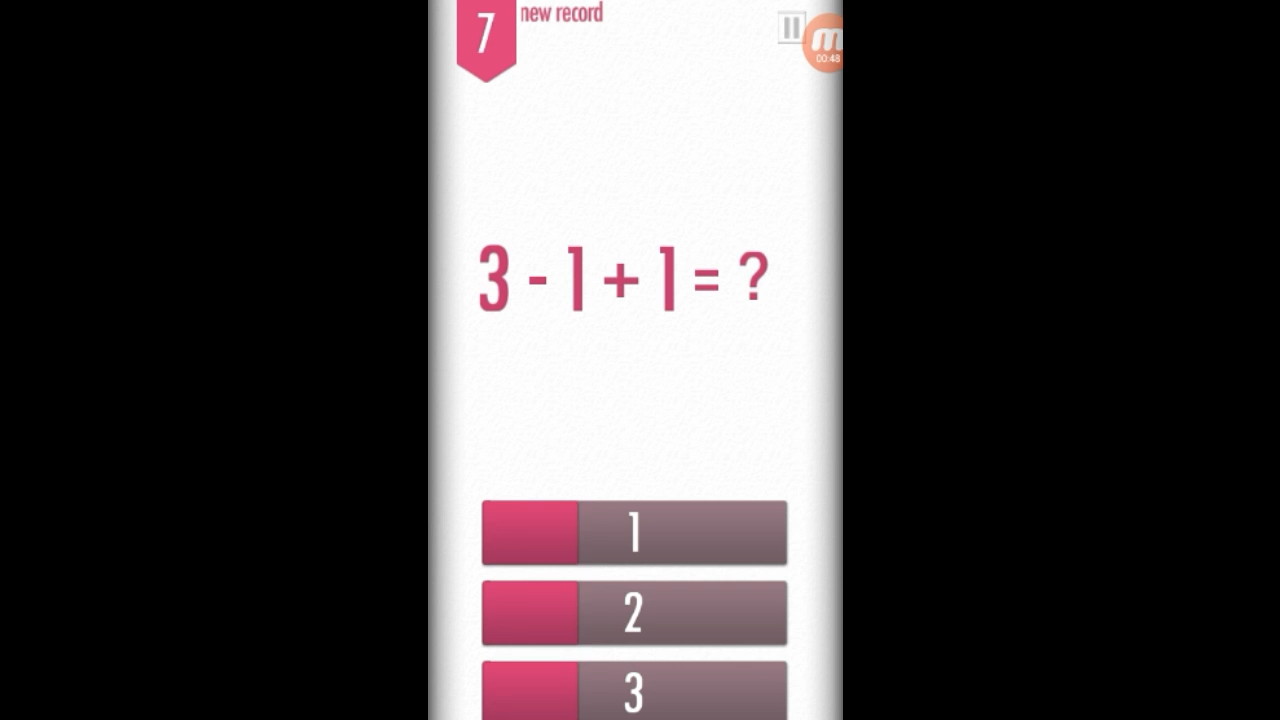 7 new record
M
00:48
3 - 1 + 1 = ?
1
2
3